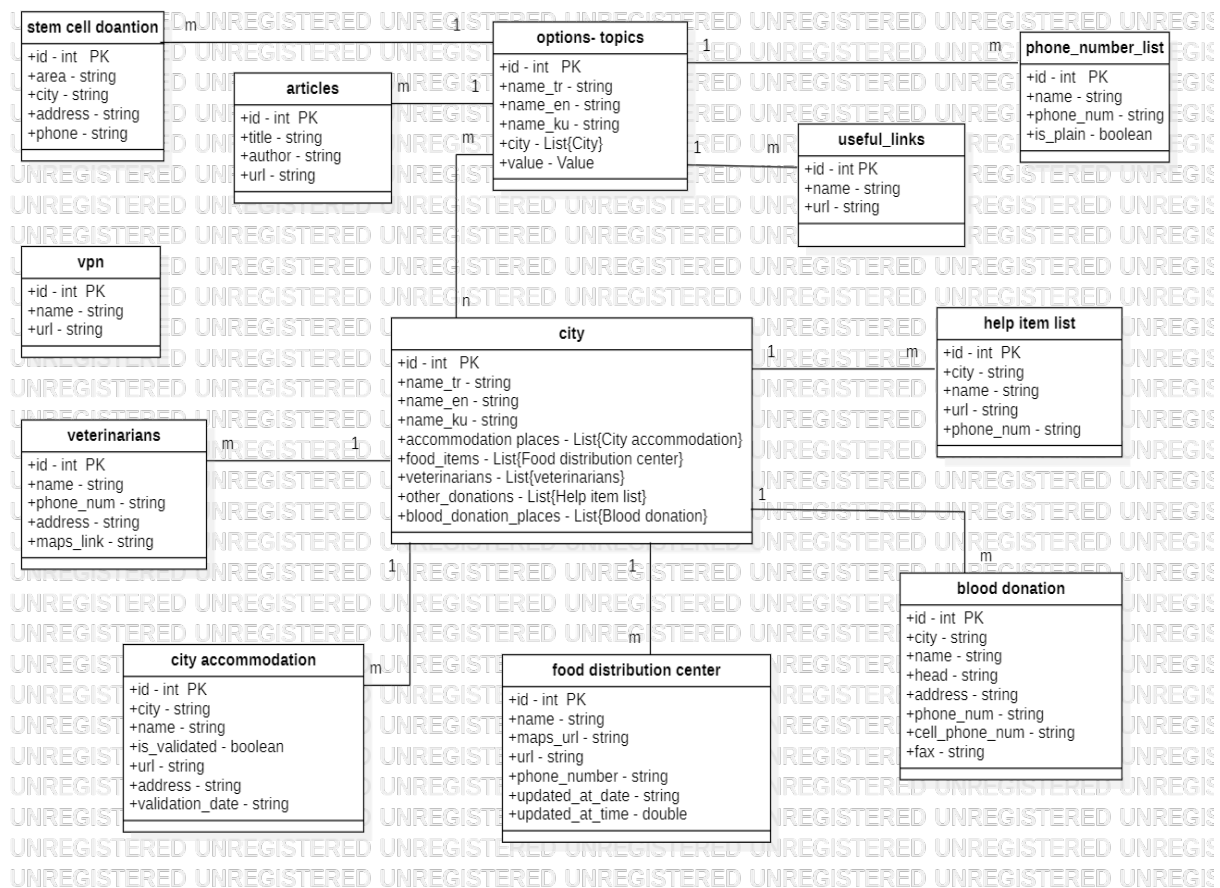 stem cell doantion
+id - int PK
+area - string
+city - string
+address - string
+phone - string
m
1
options- topics
+id - int PK
+name_tr - string
+name_en - string
+name_ku - string
+city - List{City}
+value - Value
1
m
phone_number_list
+id - int PK
+name - string
+phone_num - string
+is_plain - boolean
articles
+id - int PK
+title - string
+author - string
+url - string
m
1
m
n
1
m
useful_links
+id - int PK
+name - string
+url - string
vpn
+id - int PK
+name - string
+url - string
city
+id - int PK
+name_tr - string
+name_en - string
+name_ku - string
+accommodation places - List{City accommodation}
+food_items - List{Food distribution center}
+veterinarians - List{veterinarians}
+other_donations - List{Help item list}
+blood_donation_places - List{Blood donation}
1
m
help item list
+id - int PK
+city - string
+name - string
+url - string
+phone_num - string
veterinarians
+id - int PK
+name - string
+phone_num - string
+address - string
+maps_link - string
m
1
1
m
blood donation
+id - int PK
+city - string
+name - string
+head - string
+address - string
+phone_num - string
+cell_phone_num - string
+fax - string
1
m
city accommodation
+id - int PK
+city - string
+name - string
+is_validated - boolean
+url - string
+address - string
+validation_date - string
1
m
food distribution center
+id - int PK
+name - string
+maps_url - string
+url - string
+phone_number - string
+updated_at_date - string
+updated_at_time - double
UNREGISTERED